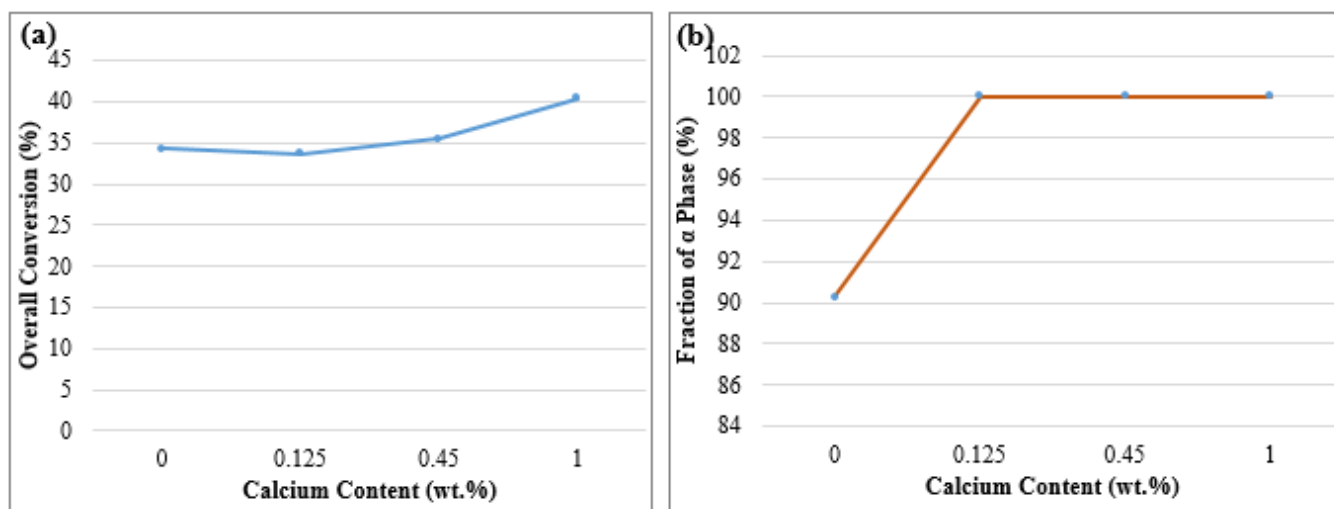 (a)
45
40
35
30
25
20
15
10
5
0
Overall Conversion (%)
0 0.125 0.45 1
Calcium Content (wt.%)
(b)
102
100
98
96
94
92
90
88
86
84
Fraction of α Phase (%)
0 0.125 0.45 1
Calcium Content (wt.%)